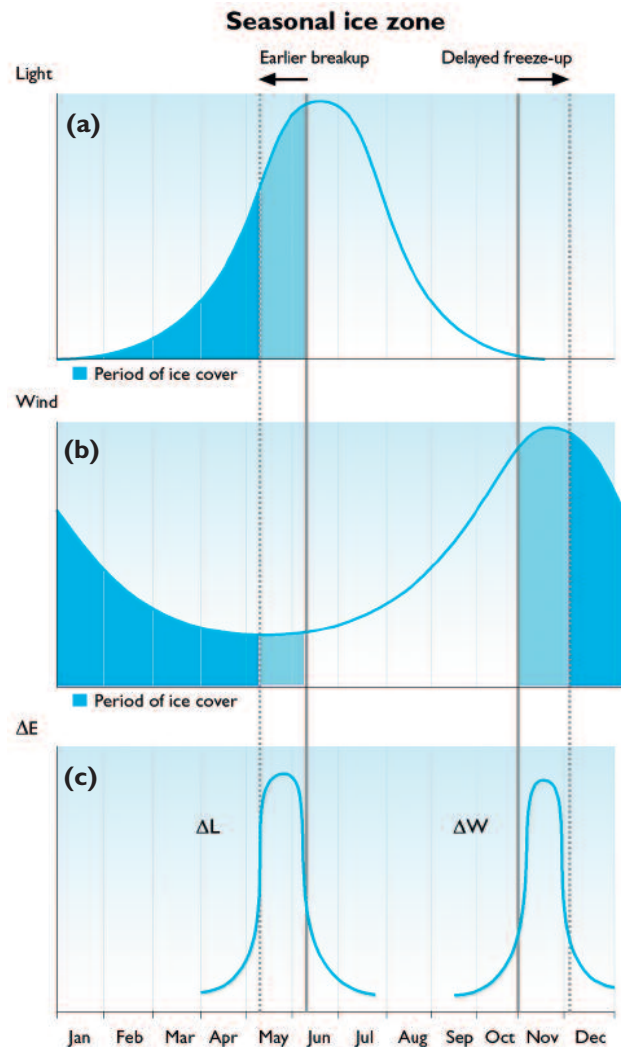 Seasonal ice zone
Earlier breakup
Delayed freeze-up
Light
(a)
Period of ice cover
Wind
(b)
Period of ice cover
ΔE
(c)
ΔL
ΔW
Jan Feb Mar Apr May Jun Jul Aug Sep Oct Nov Dec